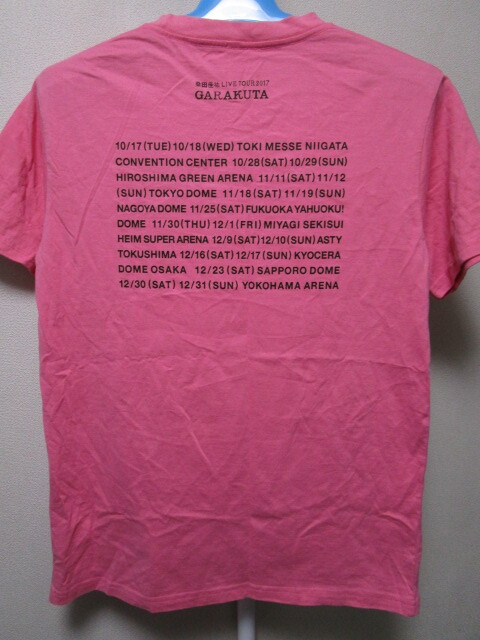 桑田佳祐 LIVE TOUR 2017
GARAKUTA
10/17(TUE)10/18(WED) TOKI MESSE NIIGATA
CONVENTION CENTER 10/28(SAT)10/29(SUN)
HIROSHIMA GREEN ARENA 11/11(SAT)11/12
(SUN) TOKYO DOME 11/18(SAT) 11/19(SUN)
NAGOYA DOME 11/25(SAT) FUKUOKA YAHUOKU!
DOME 11/30(THU) 12/1(FRI) MIYAGI SEKISUI
HEIM SUPER ARENA 12/9(SAT)12/10(SUN) ASTY
TOKUSHIMA 12/16(SAT) 12/17(SUN) KYOCERA
DOME OSAKA 12/23(SAT) SAPPORO DOME
12/30(SAT) 12/31(SUN) YOKOHAMA ARENA